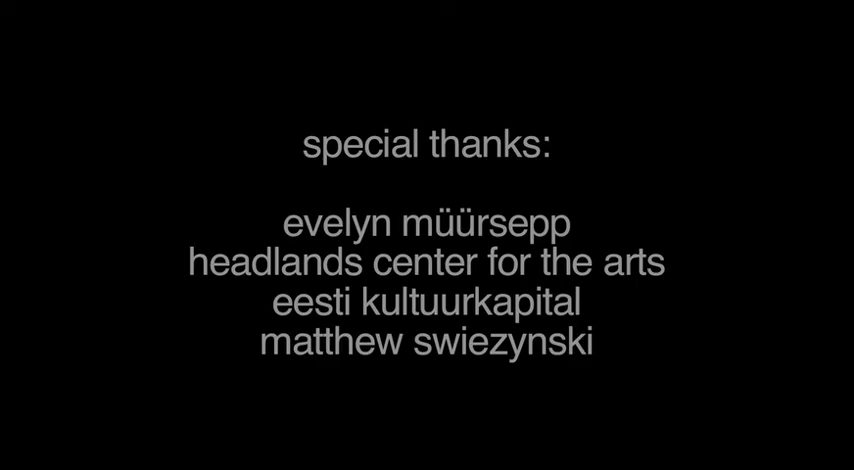 special thanks:
evelyn müürsepp
headlands center for the arts
eesti kultuurkapital
matthew swiezynski